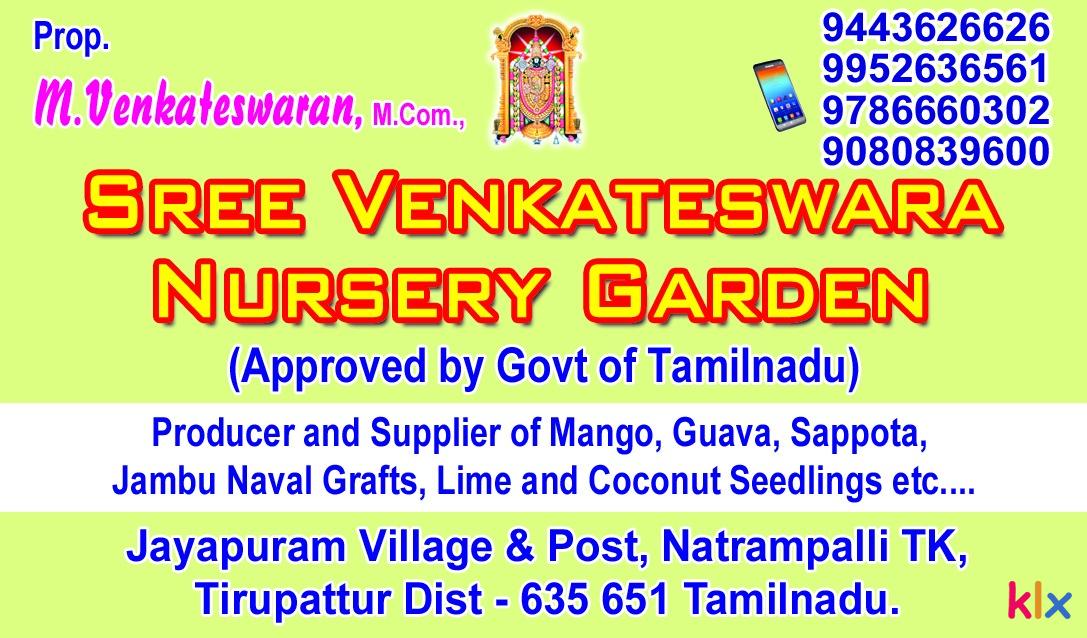 Prop.
M.Venkateswaran, M.Com.,
9443626626
9952636561
9786660302
9080839600
SREE VENKATESWARA
NURSERY GARDEN
(Approved by Govt of Tamilnadu)
Producer and Supplier of Mango, Guava, Sappota,
Jambu Naval Grafts, Lime and Coconut Seedlings etc....
Jayapuram Village & Post, Natrampalli TK,
Tirupattur Dist - 635 651 Tamilnadu.
klx